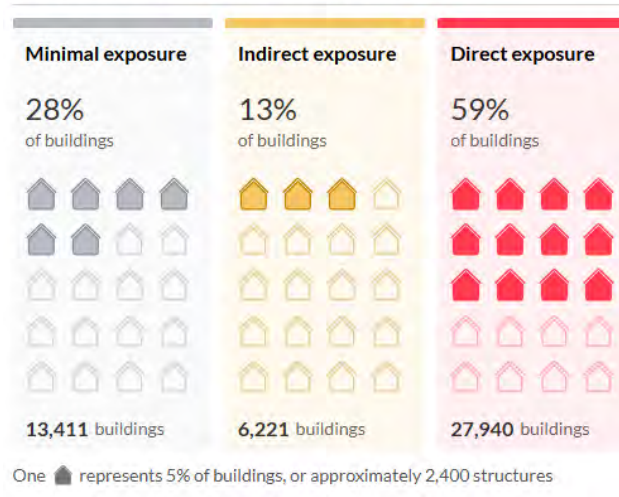 Minimal exposure
28%
of buildings
13,411 buildings
Indirect exposure
13%
of buildings
6,221 buildings
Direct exposure
59%
of buildings
27,940 buildings
One represents 5% of buildings, or approximately 2,400 structures